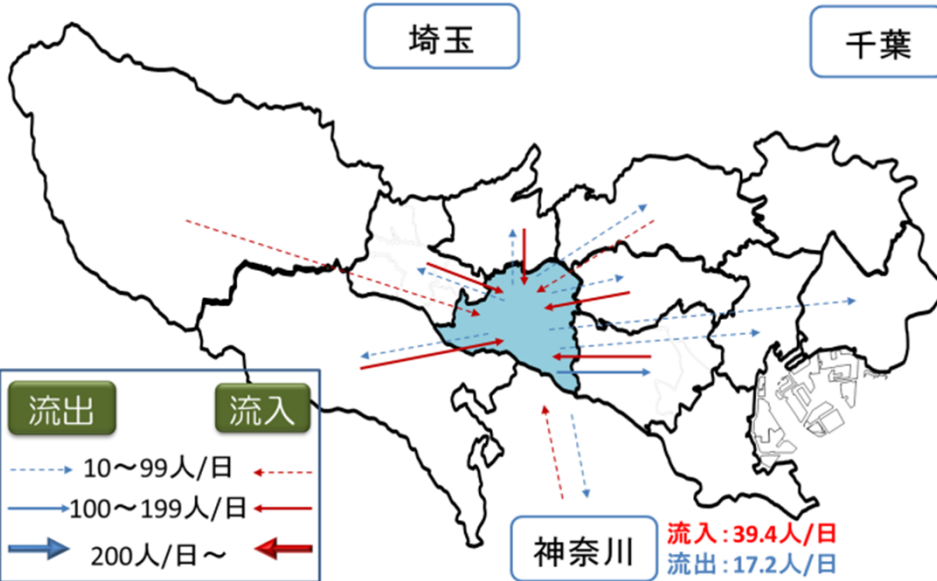 埼玉
千葉
流出
流入
10～99人/日
100～199人/日
200人/日～
神奈川
流入:39.4人/日
流出:17.2人/日